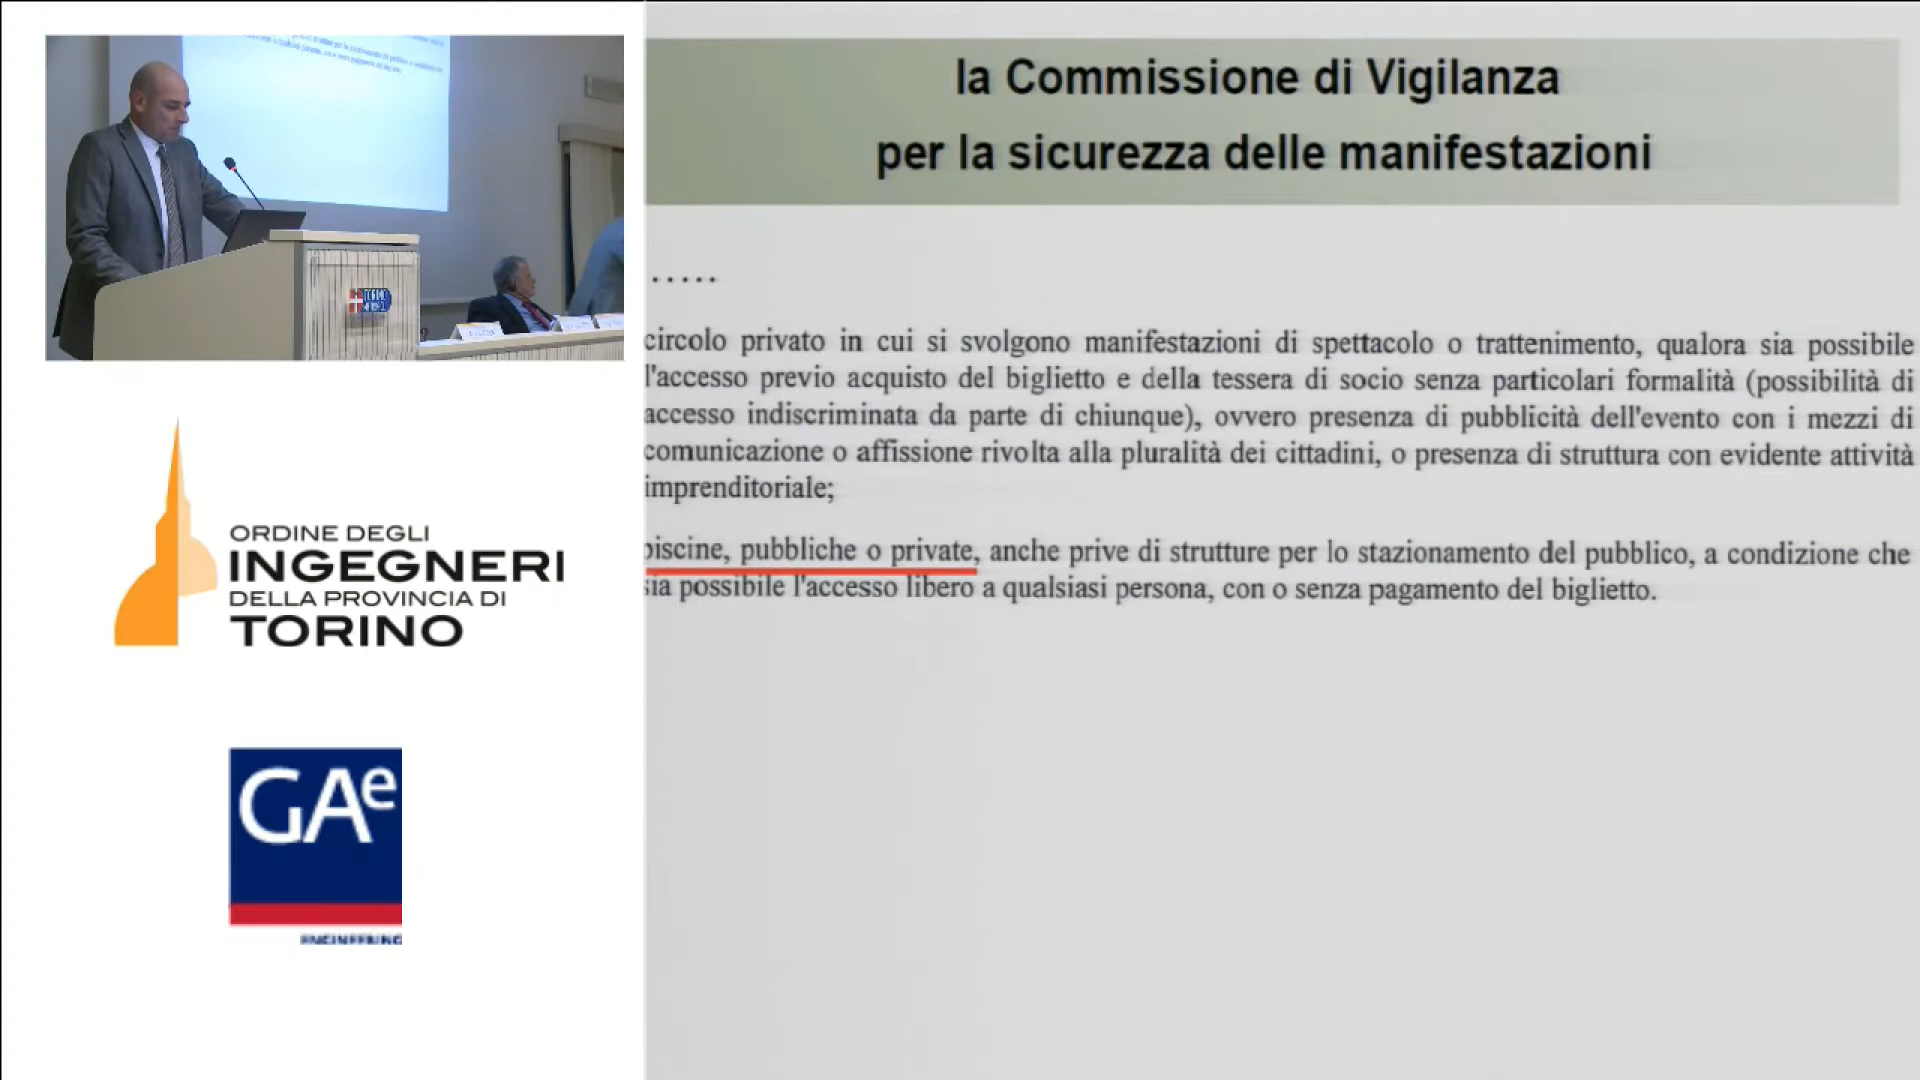 la Commissione di Vigilanza
per la sicurezza delle manifestazioni
.....
circolo privato in cui si svolgono manifestazioni di spettacolo o trattenimento, qualora sia possibile
l'accesso previo acquisto del biglietto e della tessera di socio senza particolari formalità (possibilità di
accesso indiscriminata da parte di chiunque), ovvero presenza di pubblicità dell'evento con i mezzi di
comunicazione o affissione rivolta alla pluralità dei cittadini, o presenza di struttura con evidente attività
imprenditoriale;
piscine, pubbliche o private, anche prive di strutture per lo stazionamento del pubblico, a condizione che
sia possibile l'accesso libero a qualsiasi persona, con o senza pagamento del biglietto.
ORDINE DEGLI
INGEGNERI
DELLA PROVINCIA DI
TORINO
GAe
ENGINEERING